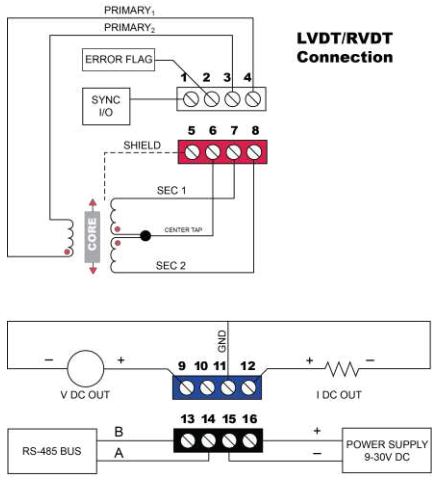 PRIMARY1
PRIMARY2
LVDT/RVDT
Connection
ERROR FLAG
1 2 3 4
SYNC
I/O
5 6 7 8
SHIELD
SEC 1
CORE
CENTER TAP
SEC 2
GND
– + 9 10 11 12 + –
V DC OUT
I DC OUT
13 14 15 16
B
+
RS-485 BUS
A
–
POWER SUPPLY
9-30V DC